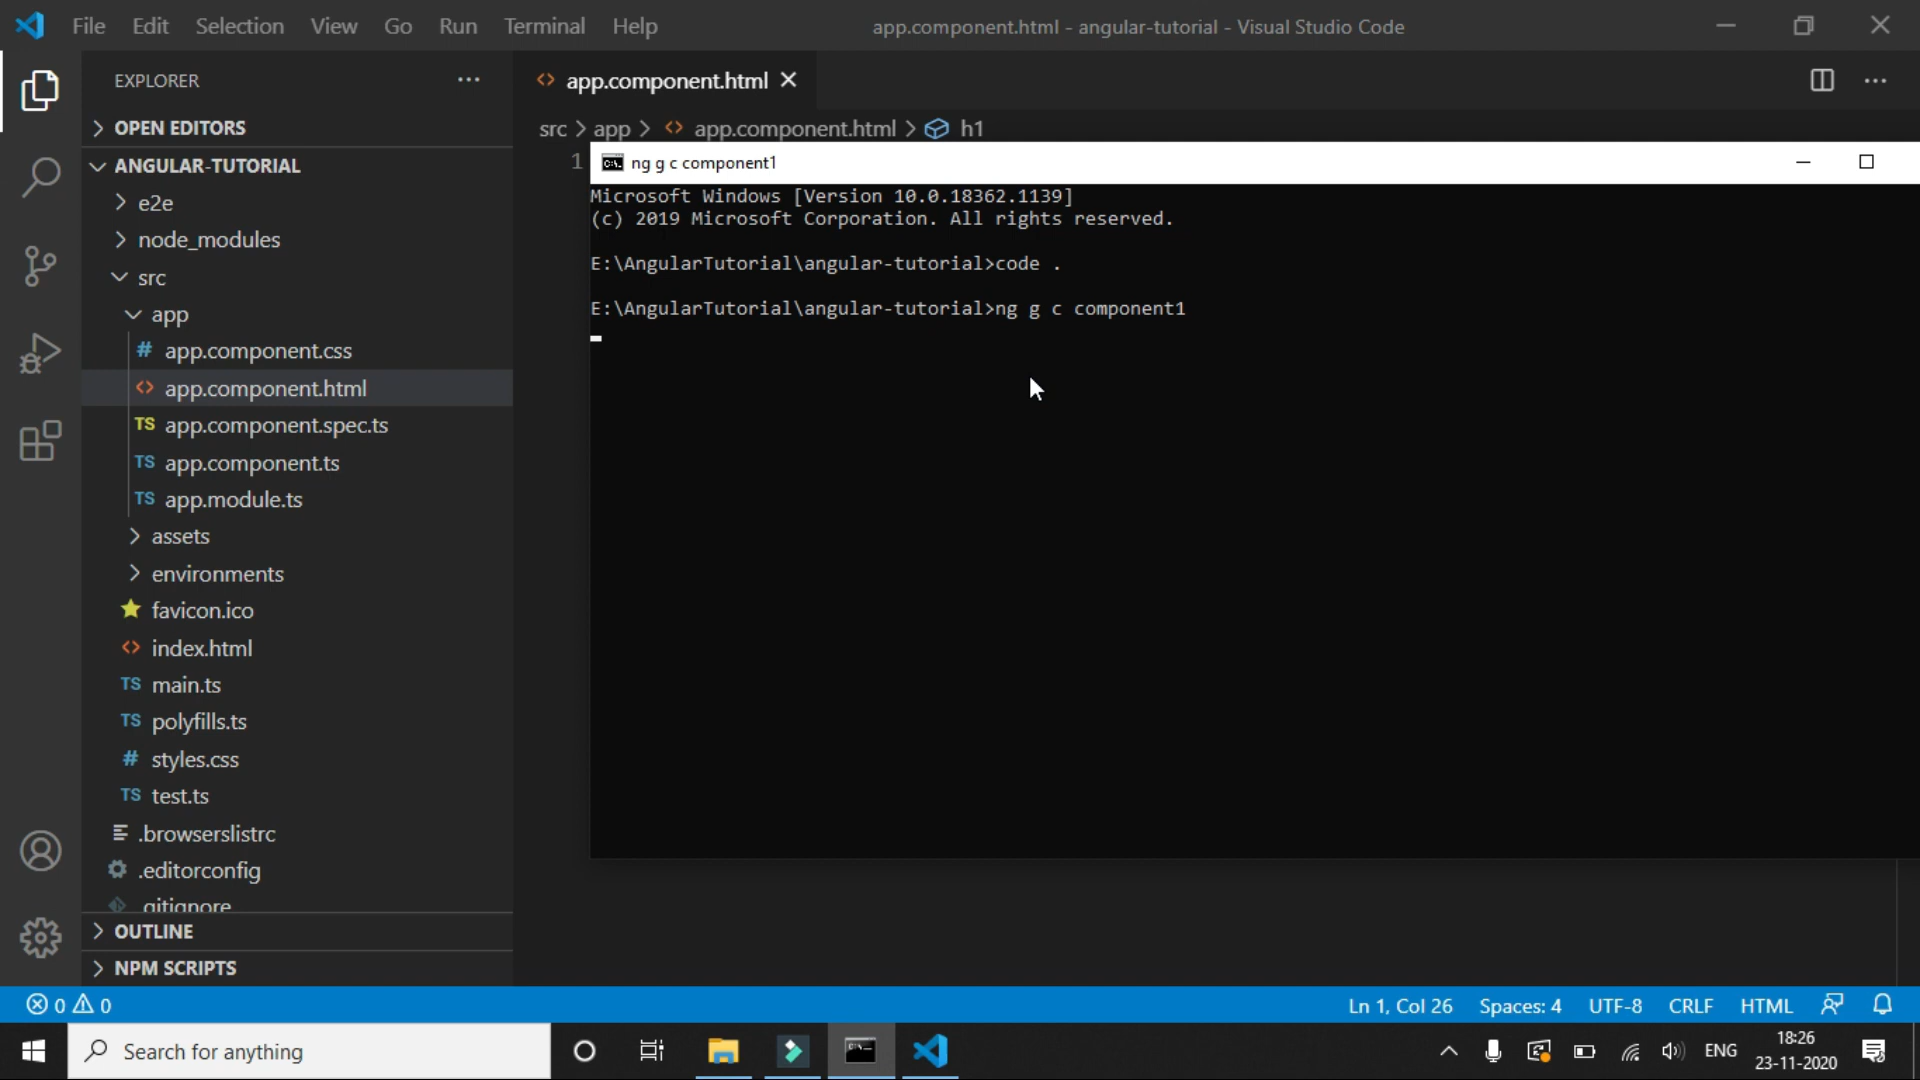 File Edit Selection View Go Run Terminal Help
app.component.html - angular-tutorial - Visual Studio Code
EXPLORER
app.component.html
OPEN EDITORS
src > app > app.component.html > h1
ANGULAR-TUTORIAL
1
ng g c component1
Microsoft Windows [Version 10.0.18362.1139]
(c) 2019 Microsoft Corporation. All rights reserved.
E:\AngularTutorial\angular-tutorial>code .
E:\AngularTutorial\angular-tutorial>ng g c component1
e2e
node_modules
src
app
# app.component.css
<> app.component.html
TS app.component.spec.ts
TS app.component.ts
TS app.module.ts
assets
environments
favicon.ico
<> index.html
TS main.ts
TS polyfills.ts
# styles.css
TS test.ts
.browserslistrc
.editorconfig
.gitignore
OUTLINE
NPM SCRIPTS
0 0
Ln 1, Col 26 Spaces: 4 UTF-8 CRLF HTML
Search for anything
ENG
18:26
23-11-2020